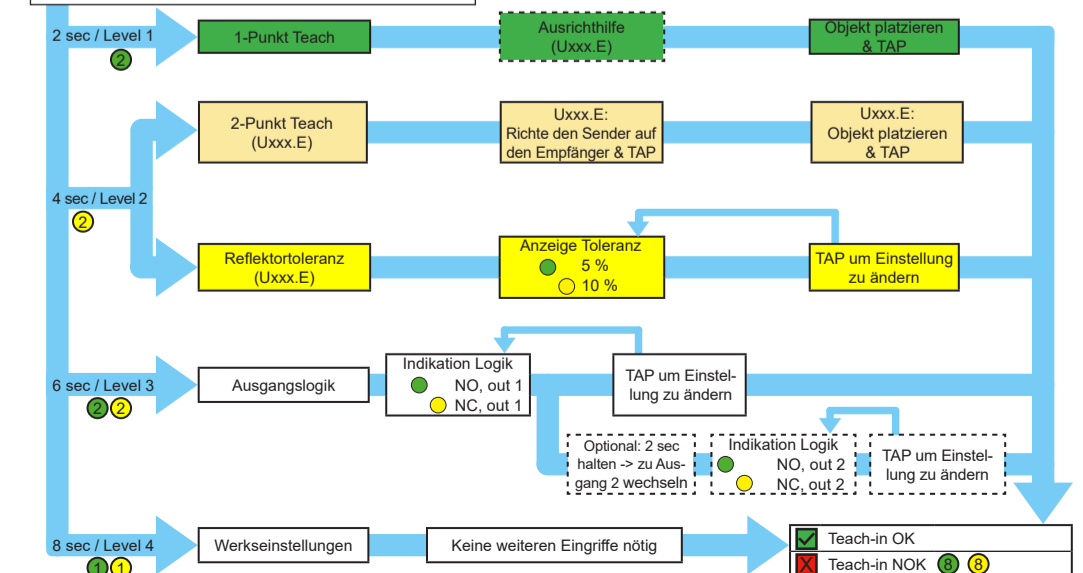 2 sec / Level 1
2
1-Punkt Teach
Ausrichthilfe
(Uxxx.E)
Objekt platzieren
& TAP
4 sec / Level 2
2
2-Punkt Teach
(Uxxx.E)
Uxxx.E:
Richte den Sender auf
den Empfänger & TAP
Uxxx.E:
Objekt platzieren
& TAP
Reflektortoleranz
(Uxxx.E)
Anzeige Toleranz
5 %
10 %
TAP um Einstellung
zu ändern
6 sec / Level 3
2 2
Ausgangslogik
Indikation Logik
NO, out 1
NC, out 1
TAP um Einstel-
lung zu ändern
Optional: 2 sec
halten -> zu Aus-
gang 2 wechseln
Indikation Logik
NO, out 2
NC, out 2
TAP um Einstel-
lung zu ändern
8 sec / Level 4
1 1
Werkseinstellungen
Keine weiteren Eingriffe nötig
Teach-in OK
Teach-in NOK 8 8